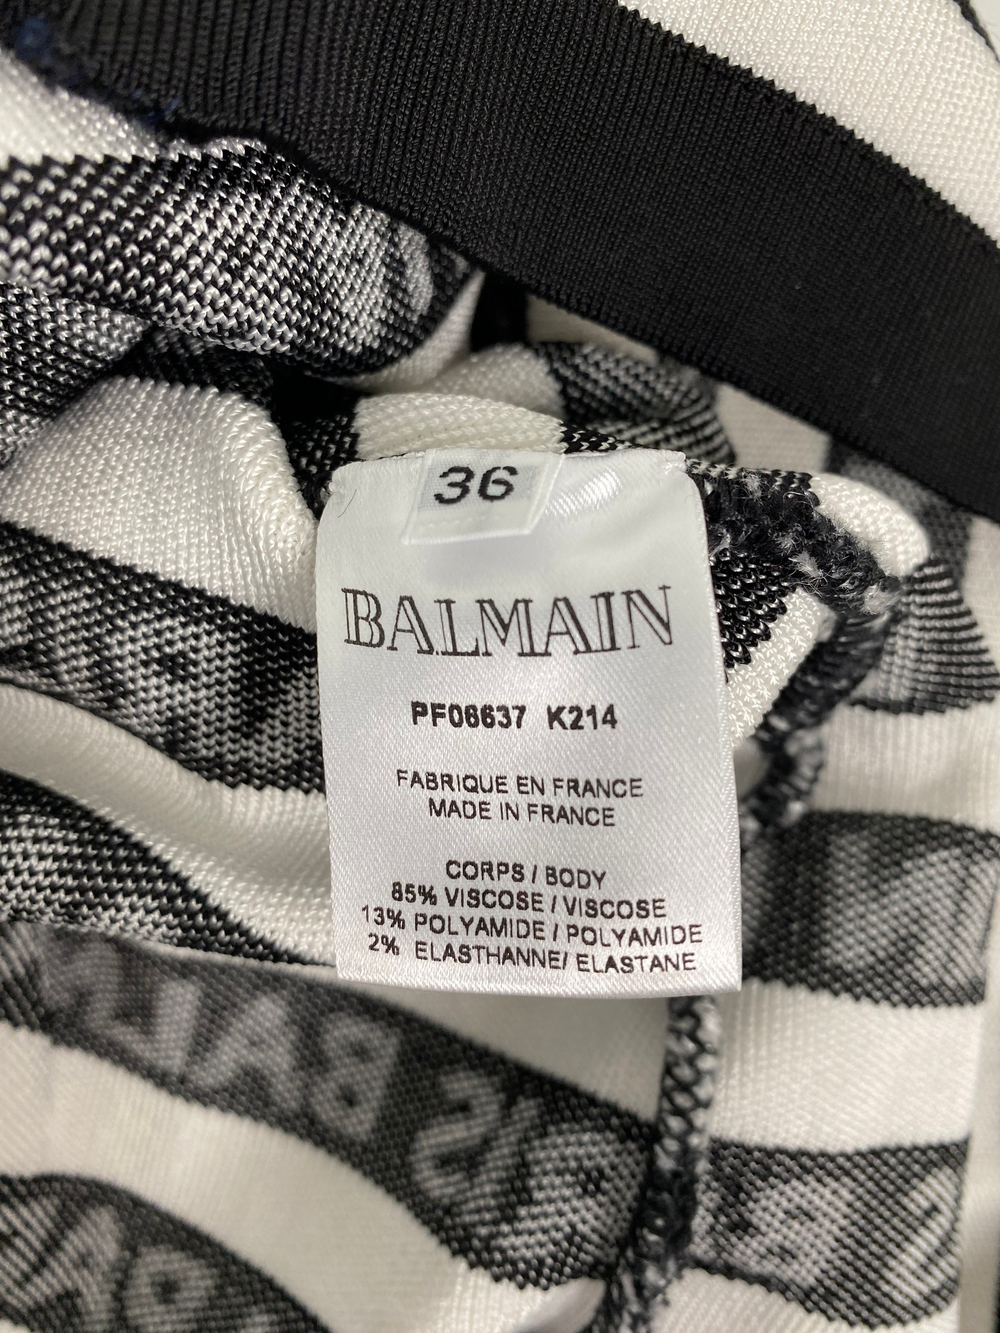 36
BALMAIN
PF06637 K214
FABRIQUE EN FRANCE
MADE IN FRANCE
CORPS / BODY
85% VISCOSE / VISCOSE
13% POLYAMIDE / POLYAMIDE
2% ELASTHANNE/ ELASTANE